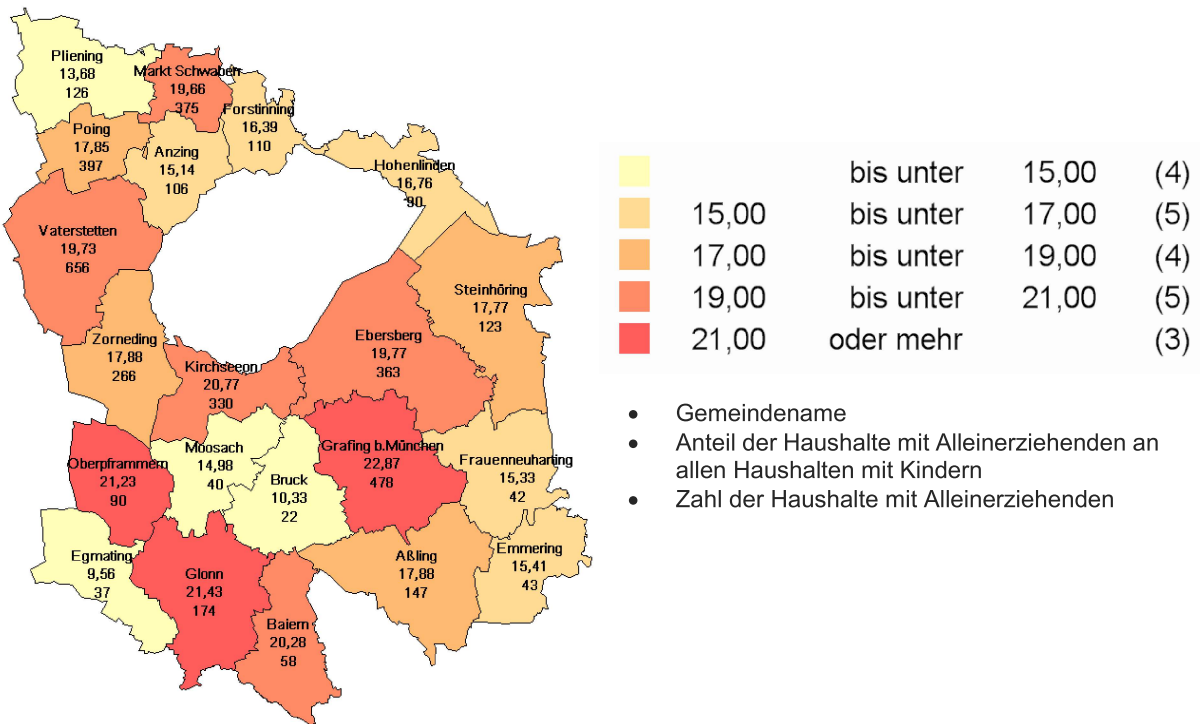 Pliening
13,68
126
Markt Schwaben
19,66
375
Forstinning
16,39
110
Poing
17,85
397
Anzing
15,14
106
Hohenlinden
16,76
90
Vaterstetten
19,73
656
Steinhöring
17,77
123
Zorneding
17,88
266
Ebersberg
19,77
363
Kirchseeon
20,77
330
Moosach
14,98
40
Grafing b.München
22,87
478
Oberpframmern
21,23
90
Bruck
10,33
22
Frauenneuharting
15,33
42
Egmating
9,56
37
Glonn
21,43
174
Aßling
17,88
147
Emmering
15,41
43
Baiern
20,28
58
bis unter 15,00 (4)
15,00 bis unter 17,00 (5)
17,00 bis unter 19,00 (4)
19,00 bis unter 21,00 (5)
21,00 oder mehr (3)
• Gemeindename
• Anteil der Haushalte mit Alleinerziehenden an
allen Haushalten mit Kindern
• Zahl der Haushalte mit Alleinerziehenden